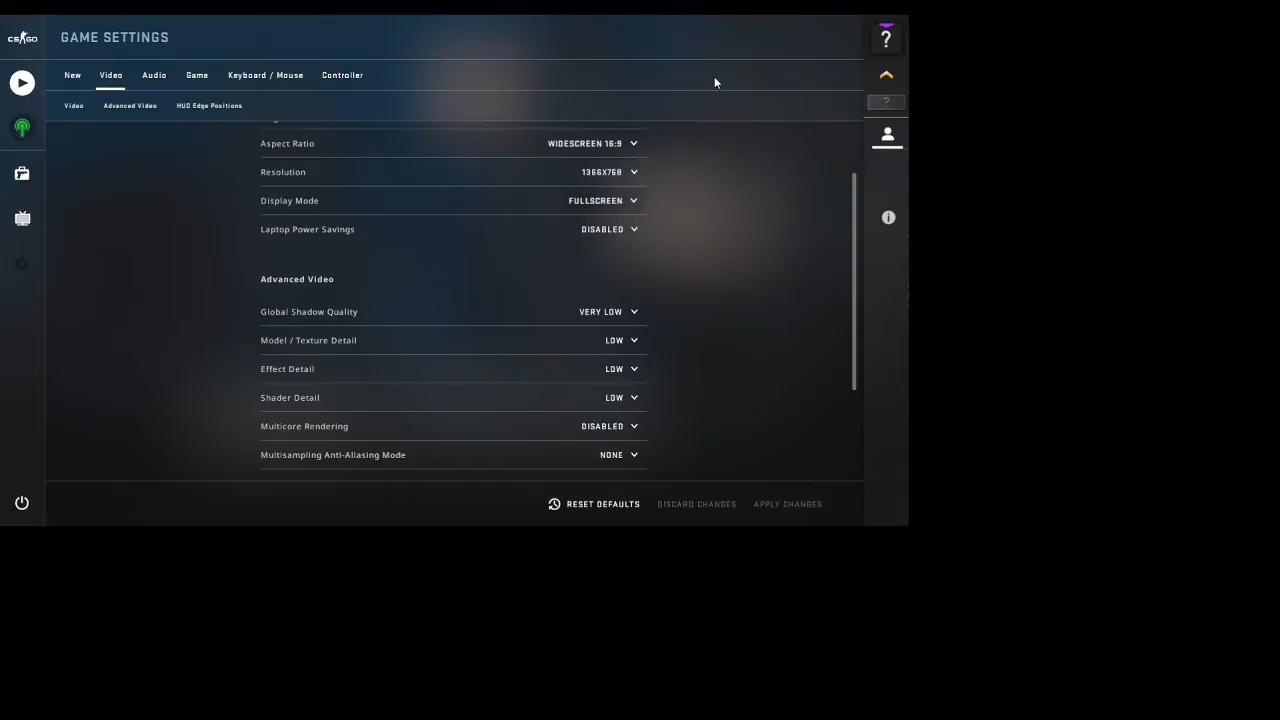 CS GO GAME SETTINGS ?
New Video Audio Game Keyboard / Mouse Controller
Video Advanced Video HUD Edge Positions ?
Aspect Ratio WIDESCREEN 16:9
Resolution 1366X768
Display Mode FULLSCREEN
Laptop Power Savings DISABLED
Advanced Video
Global Shadow Quality VERY LOW
Model / Texture Detail LOW
Effect Detail LOW
Shader Detail LOW
Multicore Rendering DISABLED
Multisampling Anti-Aliasing Mode NONE
RESET DEFAULTS DISCARD CHANGES APPLY CHANGES